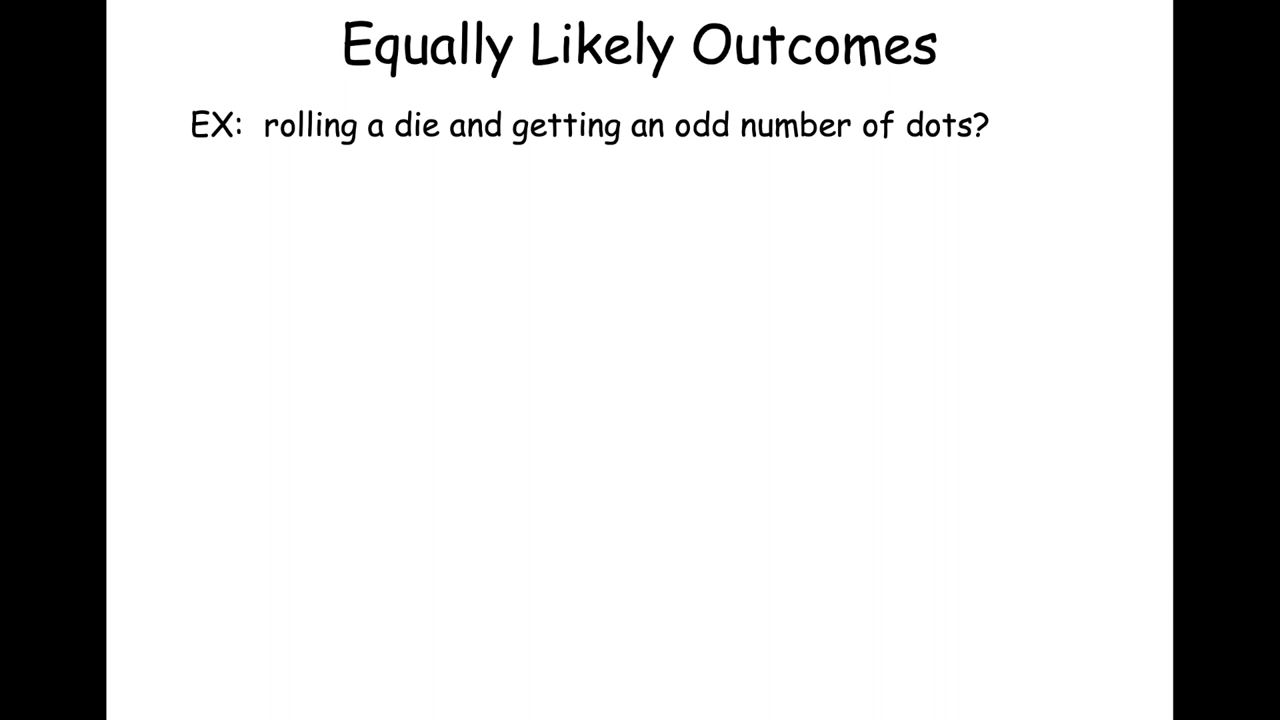 Equally Likely Outcomes
EX: rolling a die and getting an odd number of dots?